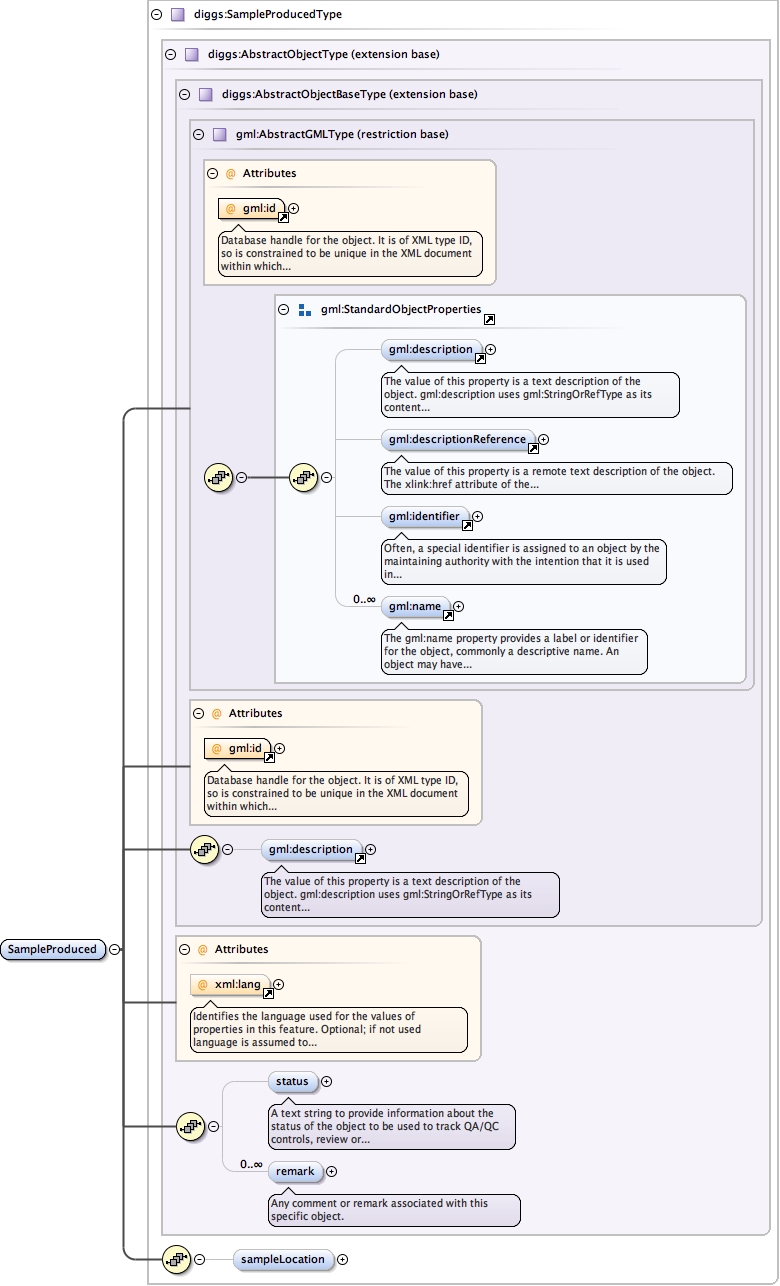 diggs:SampleProducedType
diggs:AbstractObjectType (extension base)
diggs:AbstractObjectBaseType (extension base)
gml:AbstractGMLType (restriction base)
@ Attributes
@ gml:id
Database handle for the object. It is of XML type ID,
so is constrained to be unique in the XML document
within which...
gml:StandardObjectProperties
gml:description
The value of this property is a text description of the
object. gml:description uses gml:StringOrRefType as its
content...
gml:descriptionReference
The value of this property is a remote text description of the object.
The xlink:href attribute of the...
gml:identifier
Often, a special identifier is assigned to an object by the
maintaining authority with the intention that it is used
in...
0..∞
gml:name
The gml:name property provides a label or identifier
for the object, commonly a descriptive name. An
object may have...
@ Attributes
@ gml:id
Database handle for the object. It is of XML type ID,
so is constrained to be unique in the XML document
within which...
gml:description
The value of this property is a text description of the
object. gml:description uses gml:StringOrRefType as its
content...
SampleProduced
@ Attributes
@ xml:lang
Identifies the language used for the values of
properties in this feature. Optional; if not used
language is assumed to...
status
A text string to provide information about the
status of the object to be used to track QA/QC
controls, review or...
0..∞
remark
Any comment or remark associated with this
specific object.
sampleLocation